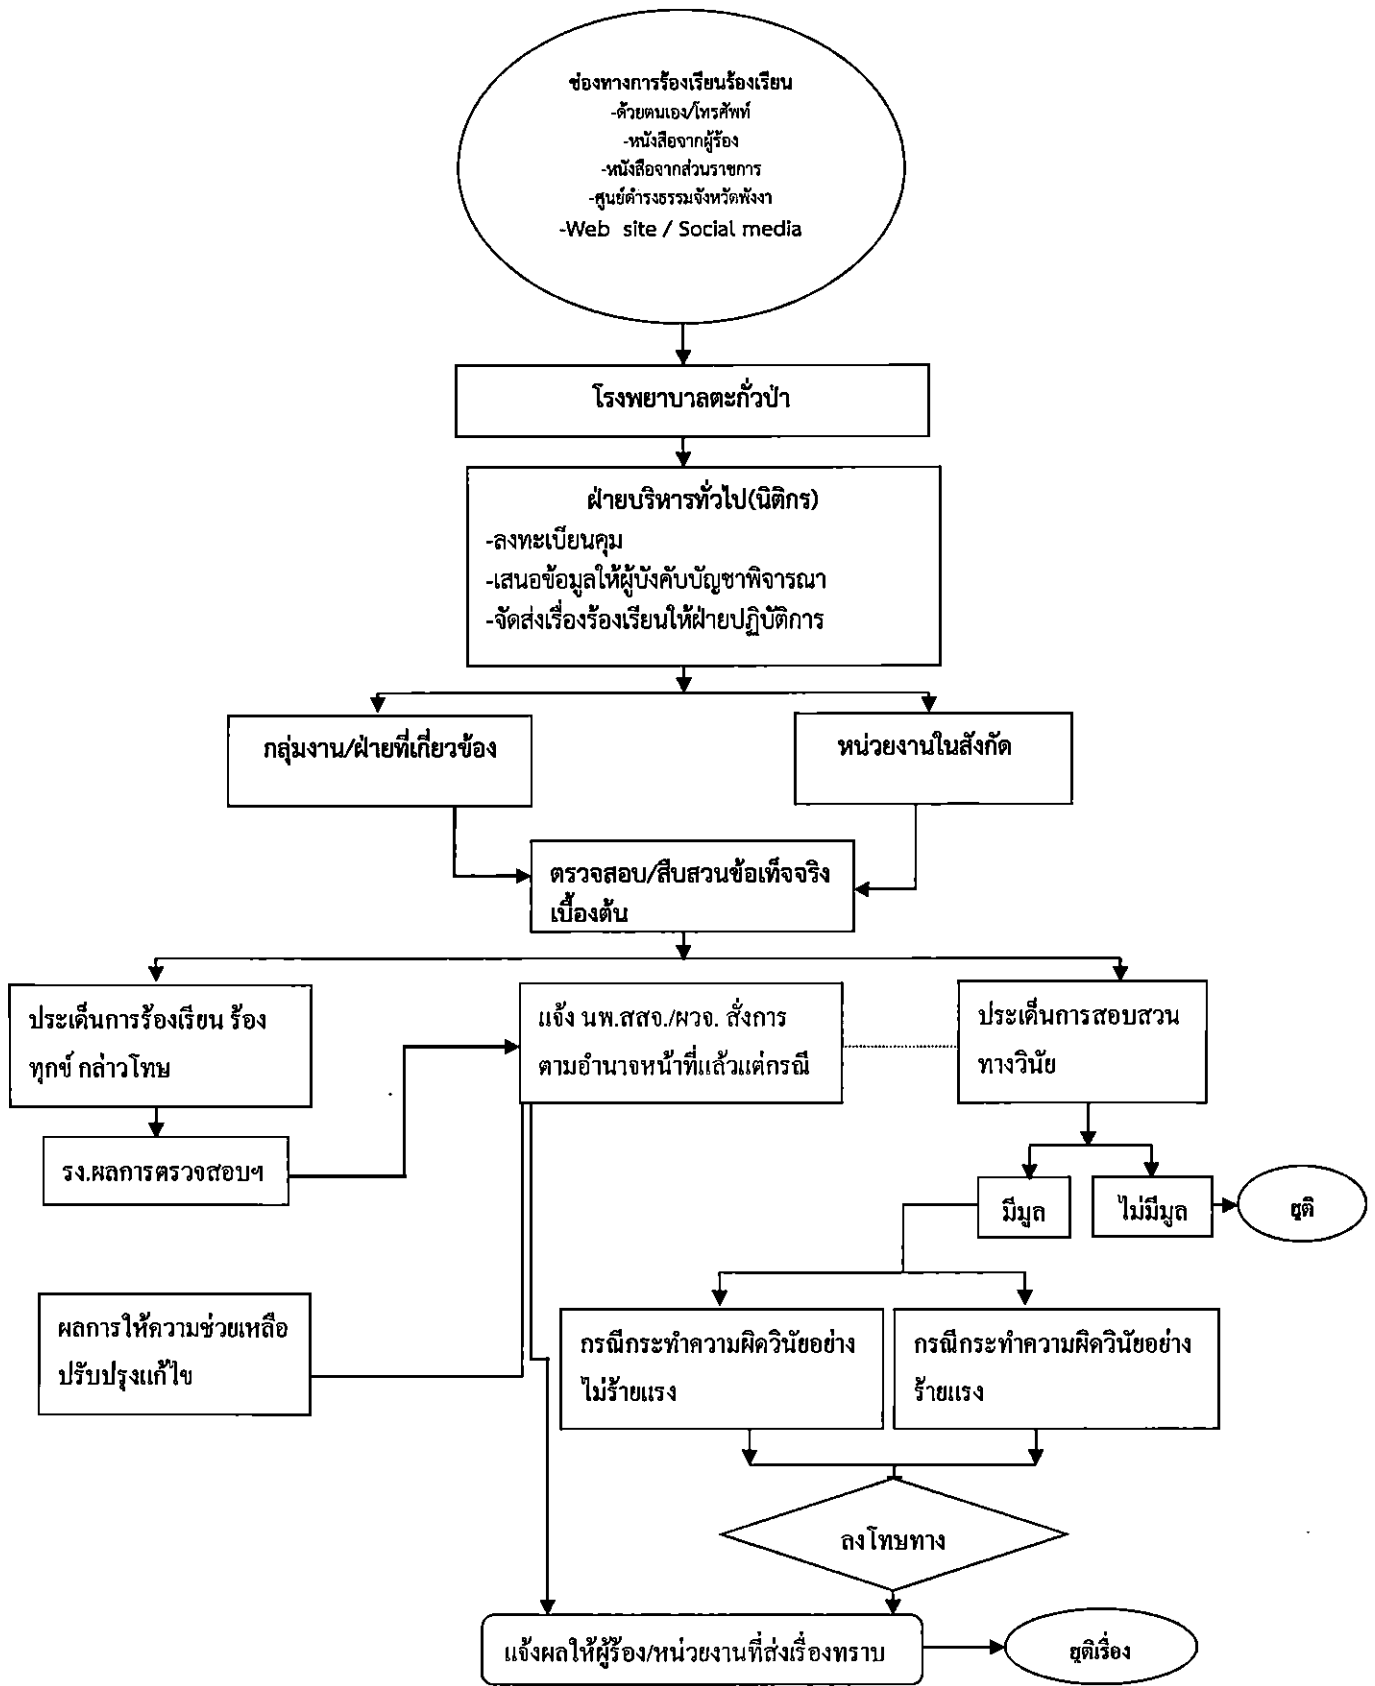 ช่องทางการร้องเรียนร้องเรียน
-ด้วยตนเอง/โทรศัพท์
-หนังสือจากผู้ร้อง
-หนังสือจากส่วนราชการ
-ศูนย์ดำรงธรรมจังหวัดพังงา
-Web site / Social media
โรงพยาบาลตะกั่วป่า
ฝ่ายบริหารทั่วไป(นิติกร)
-ลงทะเบียนคุม
-เสนอข้อมูลให้ผู้บังคับบัญชาพิจารณา
-จัดส่งเรื่องร้องเรียนให้ฝ่ายปฏิบัติการ
กลุ่มงาน/ฝ่ายที่เกี่ยวข้อง
หน่วยงานในสังกัด
ตรวจสอบ/สืบสวนข้อเท็จจริง
เบื้องต้น
ประเด็นการร้องเรียน ร้อง
ทุกข์ กล่าวโทษ
แจ้ง นพ.สสจ./ผวจ. สั่งการ
ตามอำนาจหน้าที่แล้วแต่กรณี
ประเด็นการสอบสวน
ทางวินัย
รง.ผลการตรวจสอบฯ
มีมูล
ไม่มีมูล
ยุติ
ผลการให้ความช่วยเหลือ
ปรับปรุงแก้ไข
กรณีกระทำความผิดวินัยอย่าง
ไม่ร้ายแรง
กรณีกระทำความผิดวินัยอย่าง
ร้ายแรง
ลงโทษทาง
แจ้งผลให้ผู้ร้อง/หน่วยงานที่ส่งเรื่องทราบ
ยุติเรื่อง